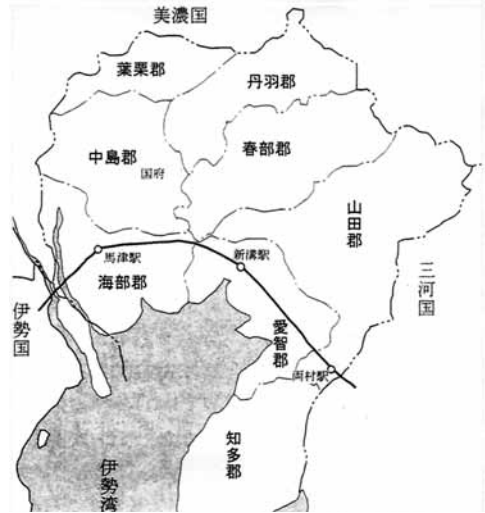 美濃国
葉栗郡
丹羽郡
中島郡
国府
春部郡
山田郡
馬津駅
新溝駅
海部郡
三河国
伊勢国
愛智郡
両村駅
知多郡
伊勢湾